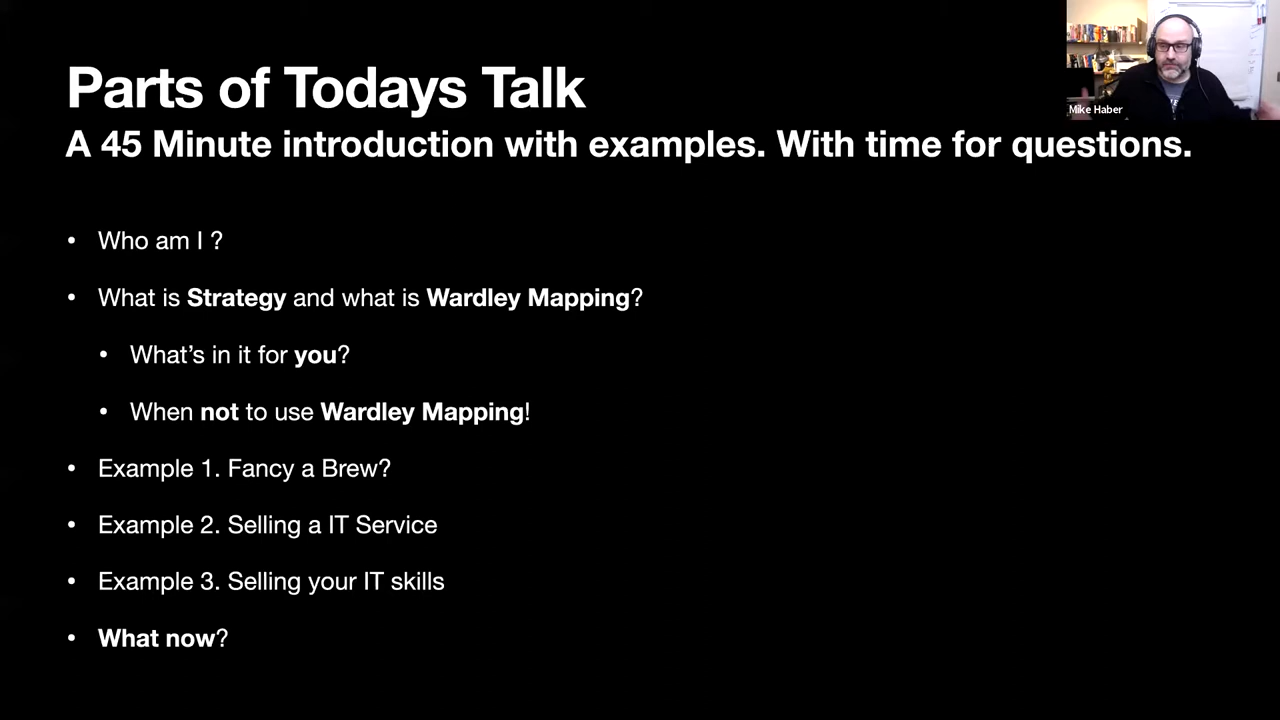 Parts of Todays Talk
A 45 Minute introduction with examples. With time for questions.
Mike Haber
• Who am I ?
• What is Strategy and what is Wardley Mapping?
• What’s in it for you?
• When not to use Wardley Mapping!
• Example 1. Fancy a Brew?
• Example 2. Selling a IT Service
• Example 3. Selling your IT skills
• What now?